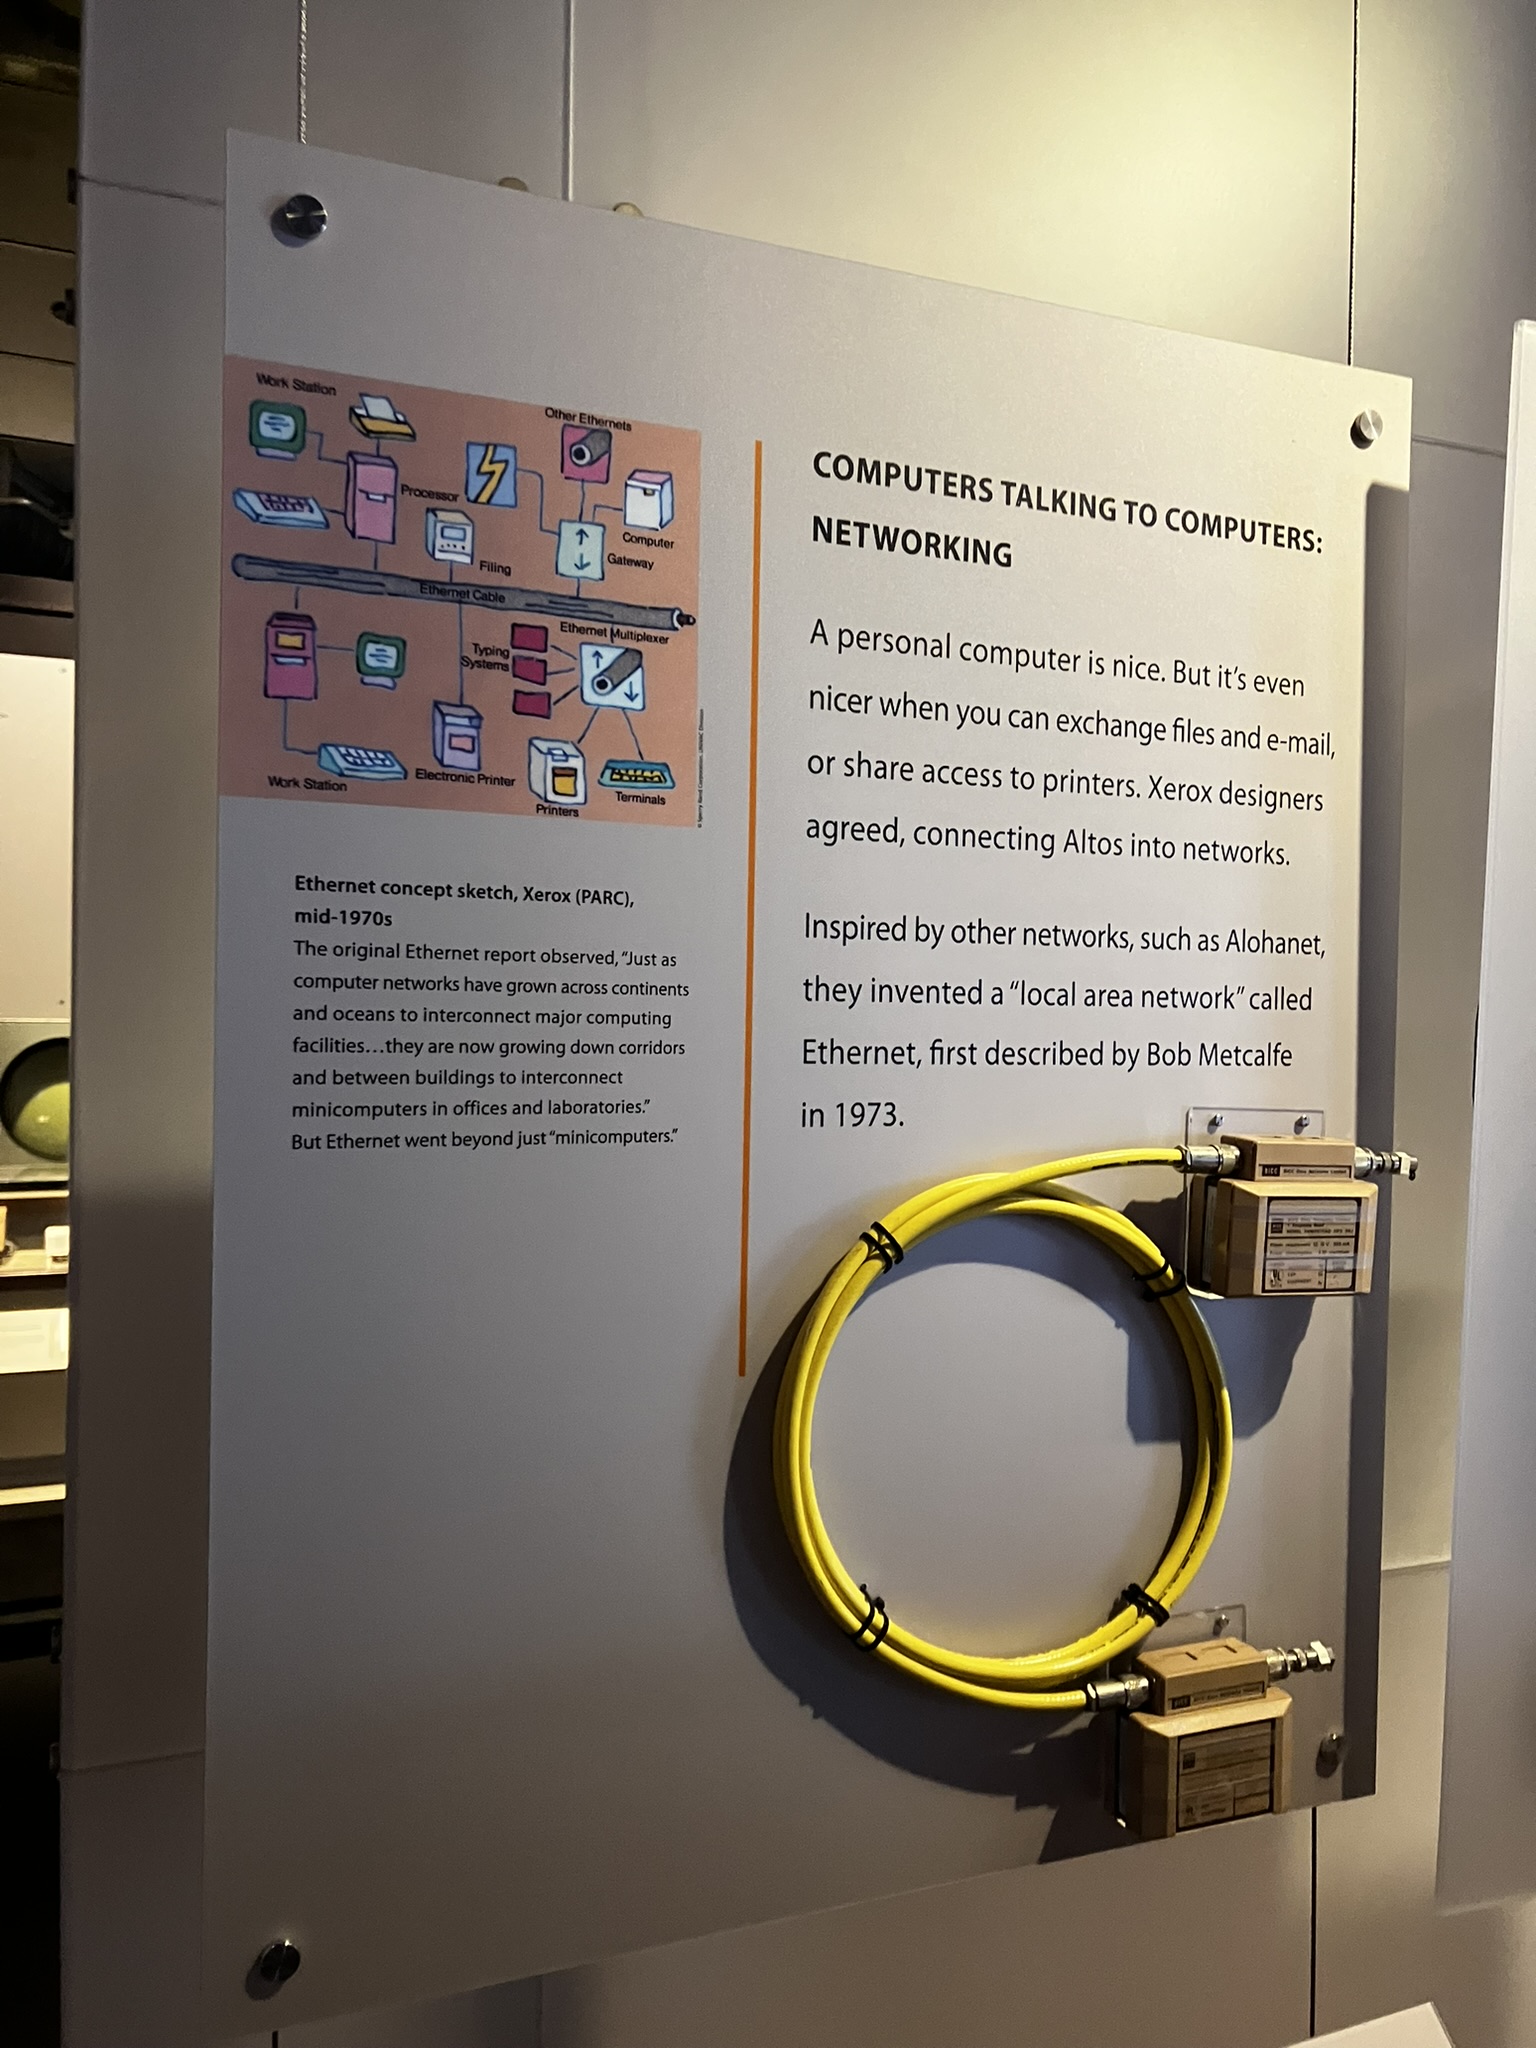 Work Station
Other Ethernets
Processor
Computer
Filing
Gateway
Ethernet Cable
Ethernet Multiplexer
Typing
Systems
Electronic Printer
Work Station
Printers
Terminals
Ethernet concept sketch, Xerox (PARC),
mid-1970s
The original Ethernet report observed, “Just as
computer networks have grown across continents
and oceans to interconnect major computing
facilities…they are now growing down corridors
and between buildings to interconnect
minicomputers in offices and laboratories.”
But Ethernet went beyond just “minicomputers.”
COMPUTERS TALKING TO COMPUTERS:
NETWORKING
A personal computer is nice. But it’s even
nicer when you can exchange files and e-mail,
or share access to printers. Xerox designers
agreed, connecting Altos into networks.
Inspired by other networks, such as Alohanet,
they invented a “local area network” called
Ethernet, first described by Bob Metcalfe
in 1973.
BICC
BICC